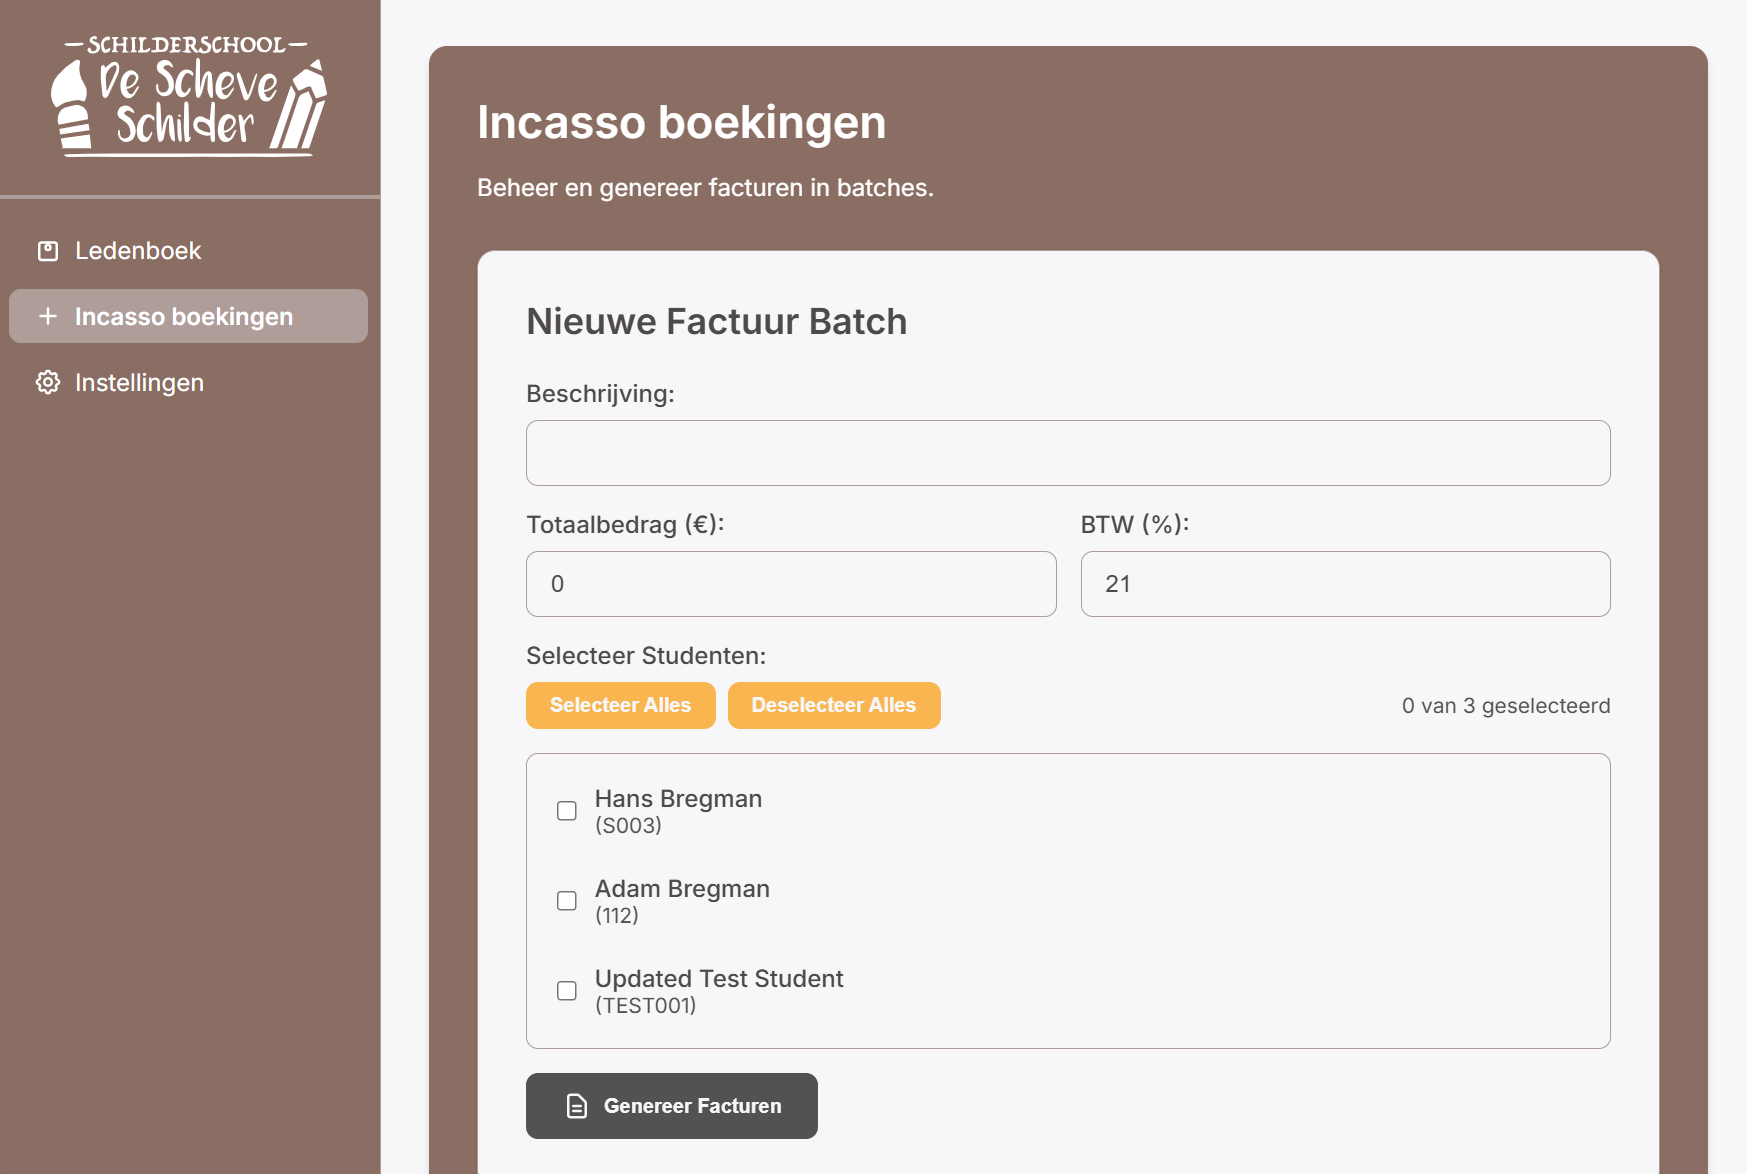 SCHILDERSCHOOL
De Scheve
Schilder
Ledenboek
Incasso boekingen
Instellingen
Incasso boekingen
Beheer en genereer facturen in batches.
Nieuwe Factuur Batch
Beschrijving:
Totaalbedrag (€):
BTW (%):
0
21
Selecteer Studenten:
Selecteer Alles
Deselecteer Alles
0 van 3 geselecteerd
Hans Bregman
(S003)
Adam Bregman
(112)
Updated Test Student
(TEST001)
Genereer Facturen